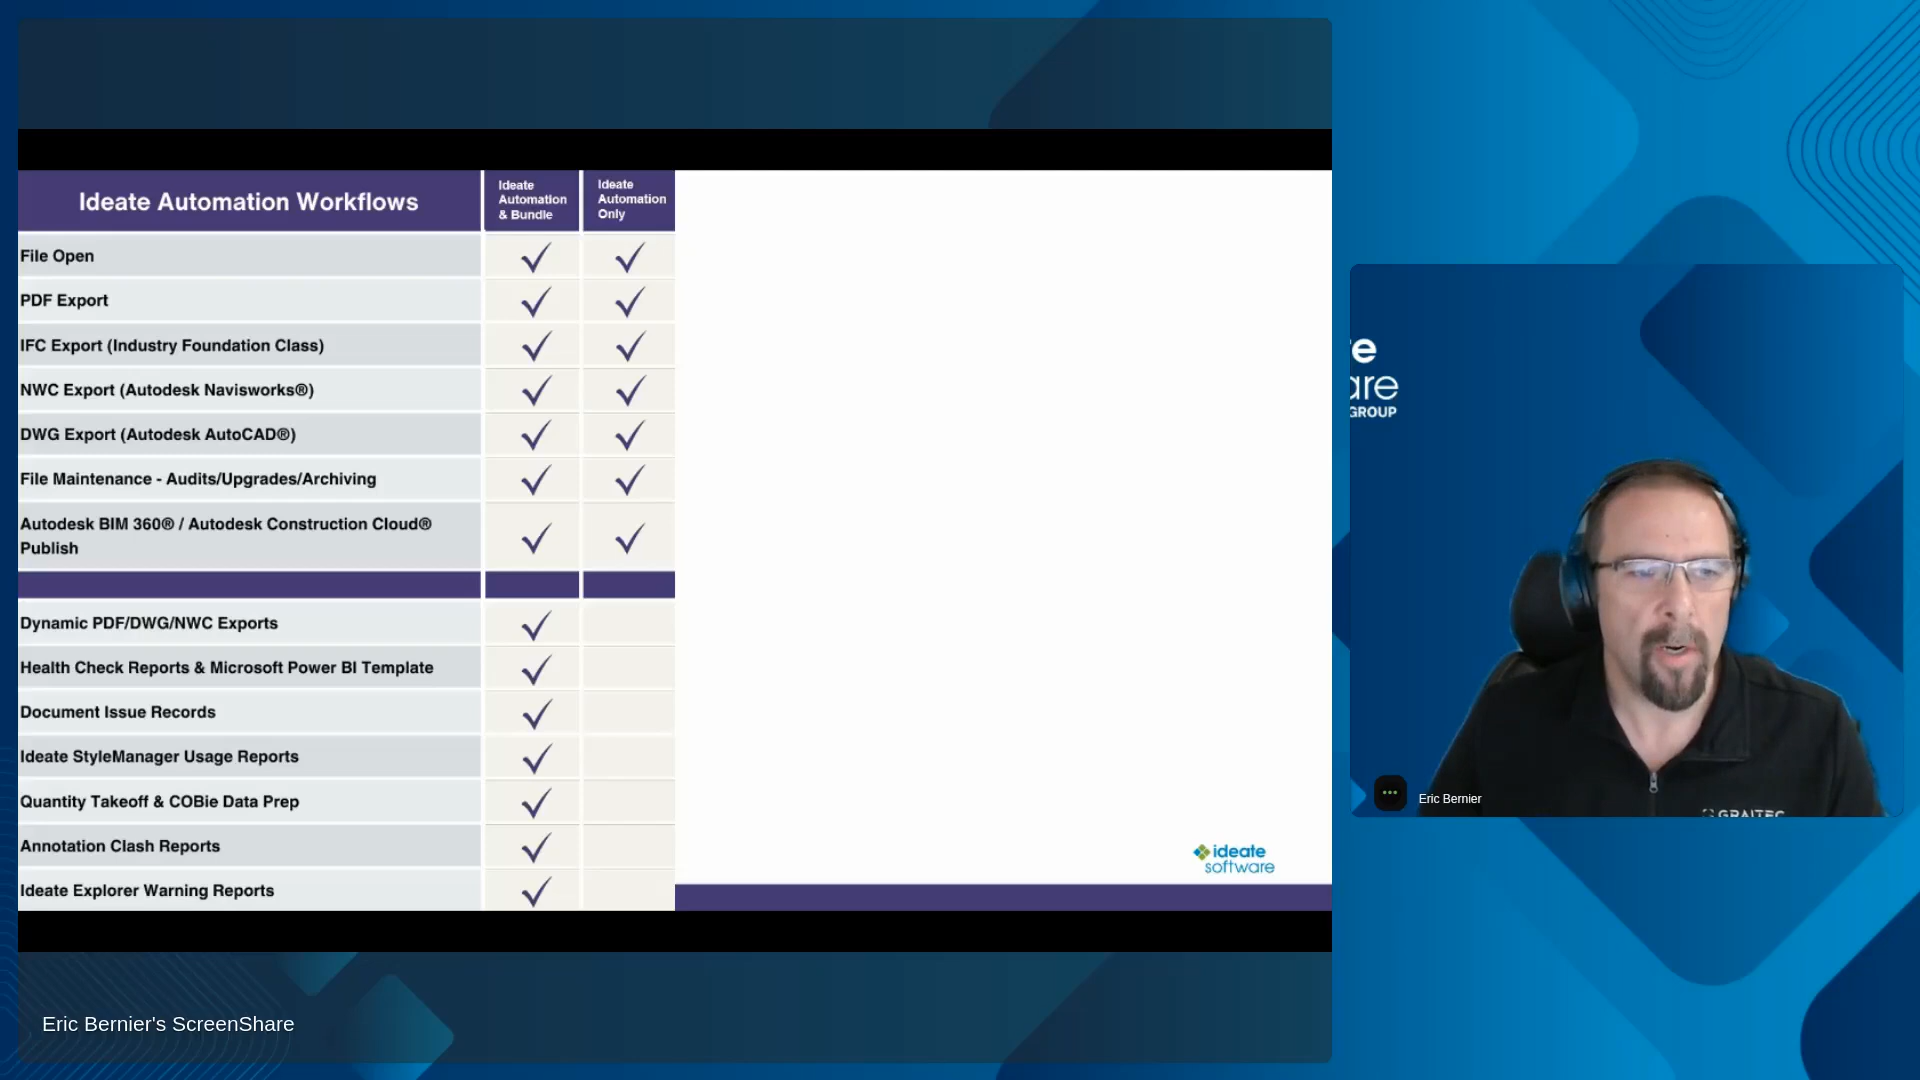 Ideate Automation Workflows
Ideate
Automation
& Bundle
Ideate
Automation
Only
File Open
PDF Export
IFC Export (Industry Foundation Class)
NWC Export (Autodesk Navisworks®)
DWG Export (Autodesk AutoCAD®)
File Maintenance - Audits/Upgrades/Archiving
Autodesk BIM 360® / Autodesk Construction Cloud®
Publish
Dynamic PDF/DWG/NWC Exports
Health Check Reports & Microsoft Power BI Template
Document Issue Records
Ideate StyleManager Usage Reports
Quantity Takeoff & COBie Data Prep
Annotation Clash Reports
Ideate Explorer Warning Reports
ideate
software
Eric Bernier's ScreenShare
GROUP
Eric Bernier
GRAITEC